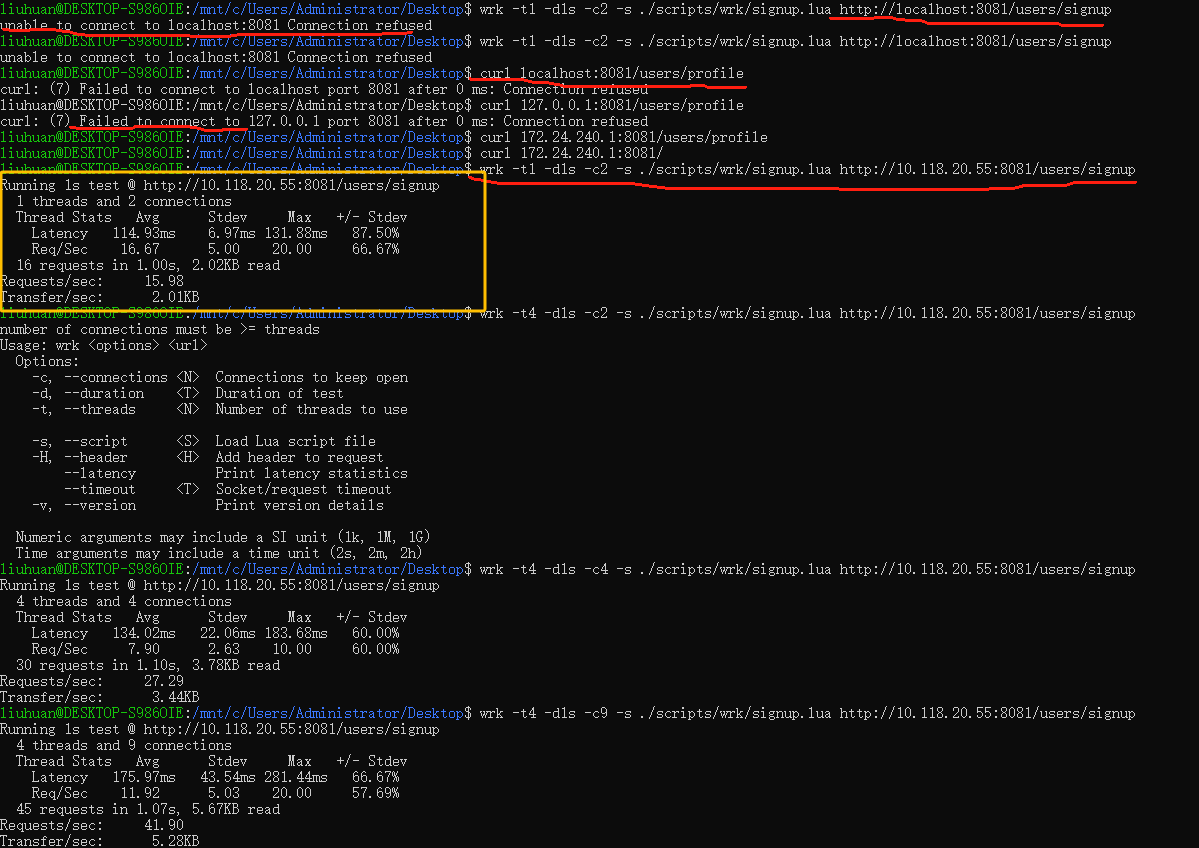 liuhuan@DESKTOP-S986OIE:/mnt/c/Users/Administrator/Desktop$ wrk -t1 -d1s -c2 -s ./scripts/wrk/signup.lua http://localhost:8081/users/signup
unable to connect to localhost:8081 Connection refused
liuhuan@DESKTOP-S986OIE:/mnt/c/Users/Administrator/Desktop$ wrk -t1 -d1s -c2 -s ./scripts/wrk/signup.lua http://localhost:8081/users/signup
unable to connect to localhost:8081 Connection refused
liuhuan@DESKTOP-S986OIE:/mnt/c/Users/Administrator/Desktop$ curl localhost:8081/users/profile
curl: (7) Failed to connect to localhost port 8081 after 0 ms: Connection refused
liuhuan@DESKTOP-S986OIE:/mnt/c/Users/Administrator/Desktop$ curl 127.0.0.1:8081/users/profile
curl: (7) Failed to connect to 127.0.0.1 port 8081 after 0 ms: Connection refused
liuhuan@DESKTOP-S986OIE:/mnt/c/Users/Administrator/Desktop$ curl 172.24.240.1:8081/users/profile
liuhuan@DESKTOP-S986OIE:/mnt/c/Users/Administrator/Desktop$ curl 172.24.240.1:8081/
liuhuan@DESKTOP-S986OIE:/mnt/c/Users/Administrator/Desktop$ wrk -t1 -d1s -c2 -s ./scripts/wrk/signup.lua http://10.118.20.55:8081/users/signup
Running 1s test @ http://10.118.20.55:8081/users/signup
1 threads and 2 connections
Thread Stats Avg Stdev Max +/- Stdev
Latency 114.93ms 6.97ms 131.88ms 87.50%
Req/Sec 16.67 5.00 20.00 66.67%
16 requests in 1.00s, 2.02KB read
Requests/sec: 15.98
Transfer/sec: 2.01KB
liuhuan@DESKTOP-S986OIE:/mnt/c/Users/Administrator/Desktop$ wrk -t4 -d1s -c2 -s ./scripts/wrk/signup.lua http://10.118.20.55:8081/users/signup
number of connections must be >= threads
Usage: wrk <options> <url>
Options:
-c, --connections <N> Connections to keep open
-d, --duration <T> Duration of test
-t, --threads <N> Number of threads to use
-s, --script <S> Load Lua script file
-H, --header <H> Add header to request
--latency Print latency statistics
--timeout <T> Socket/request timeout
-v, --version Print version details
Numeric arguments may include a SI unit (1k, 1M, 1G)
Time arguments may include a time unit (2s, 2m, 2h)
liuhuan@DESKTOP-S986OIE:/mnt/c/Users/Administrator/Desktop$ wrk -t4 -d1s -c4 -s ./scripts/wrk/signup.lua http://10.118.20.55:8081/users/signup
Running 1s test @ http://10.118.20.55:8081/users/signup
4 threads and 4 connections
Thread Stats Avg Stdev Max +/- Stdev
Latency 134.02ms 22.06ms 183.68ms 60.00%
Req/Sec 7.90 2.63 10.00 60.00%
30 requests in 1.10s, 3.78KB read
Requests/sec: 27.29
Transfer/sec: 3.44KB
liuhuan@DESKTOP-S986OIE:/mnt/c/Users/Administrator/Desktop$ wrk -t4 -d1s -c9 -s ./scripts/wrk/signup.lua http://10.118.20.55:8081/users/signup
Running 1s test @ http://10.118.20.55:8081/users/signup
4 threads and 9 connections
Thread Stats Avg Stdev Max +/- Stdev
Latency 175.97ms 43.54ms 281.44ms 66.67%
Req/Sec 11.92 5.03 20.00 57.69%
45 requests in 1.07s, 5.67KB read
Requests/sec: 41.90
Transfer/sec: 5.28KB